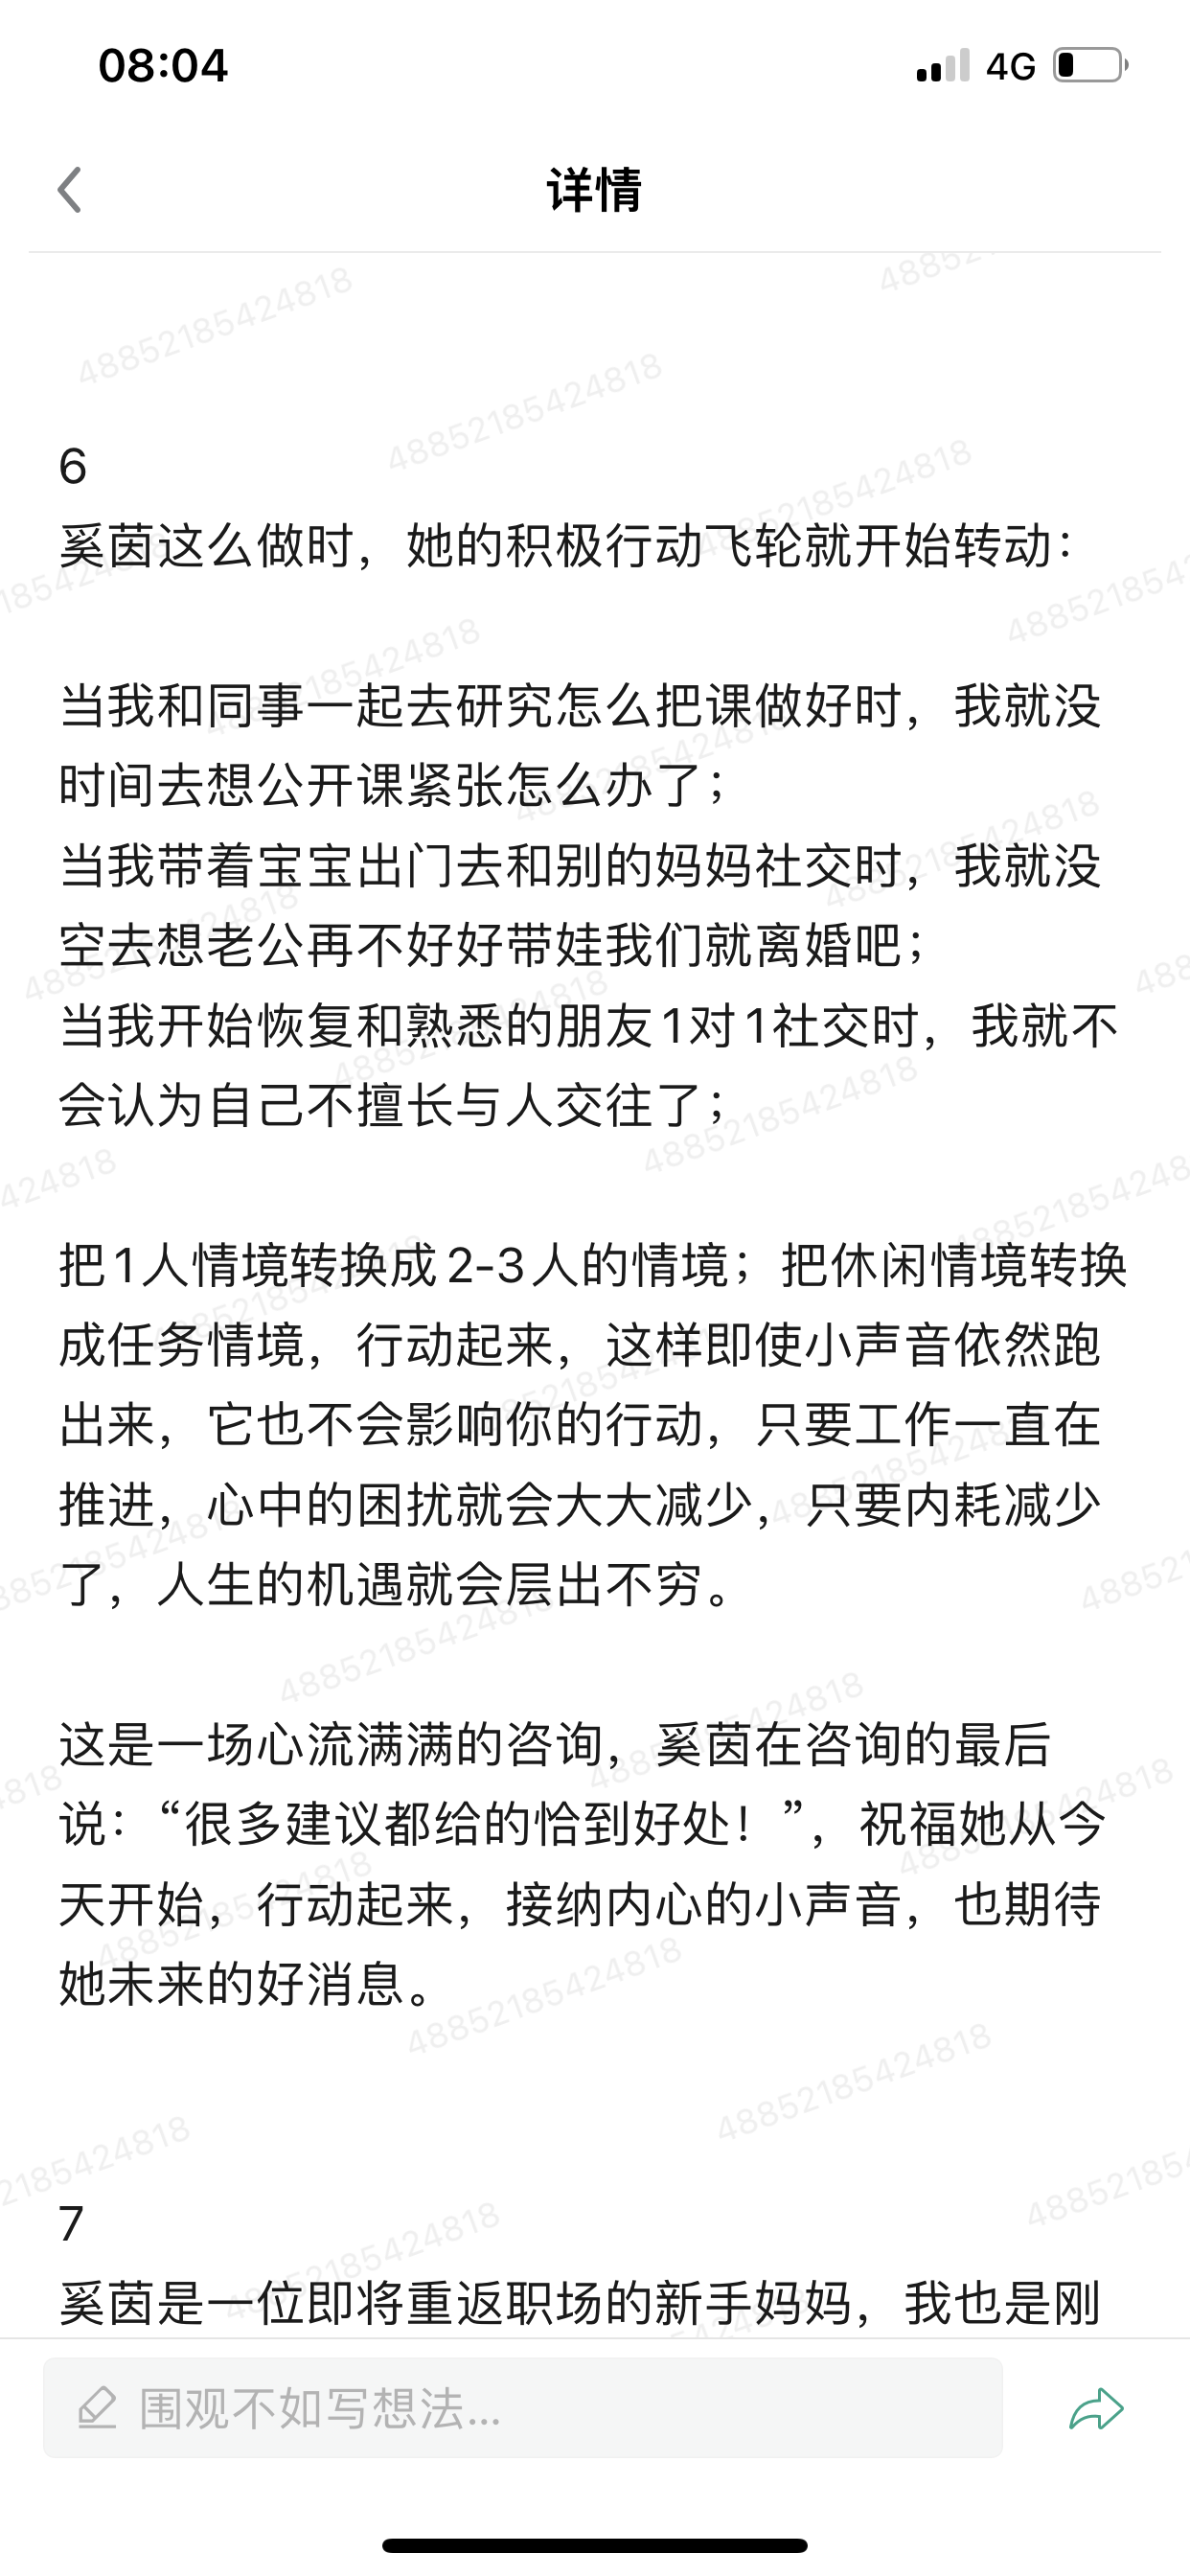 08:04
4G
详情
6
奚茵这么做时，她的积极行动飞轮就开始转动：
当我和同事一起去研究怎么把课做好时，我就没
时间去想公开课紧张怎么办了；
当我带着宝宝出门去和别的妈妈社交时，我就没
空去想老公再不好好带娃我们就离婚吧；
当我开始恢复和熟悉的朋友1对1社交时，我就不
会认为自己不擅长与人交往了；
把1人情境转换成2-3人的情境；把休闲情境转换
成任务情境，行动起来，这样即使小声音依然跑
出来，它也不会影响你的行动，只要工作一直在
推进，心中的困扰就会大大减少，只要内耗减少
了，人生的机遇就会层出不穷。
这是一场心流满满的咨询，奚茵在咨询的最后
说：“很多建议都给的恰到好处！”，祝福她从今
天开始，行动起来，接纳内心的小声音，也期待
她未来的好消息。
7
奚茵是一位即将重返职场的新手妈妈，我也是刚
围观不如写想法...
48852185424818